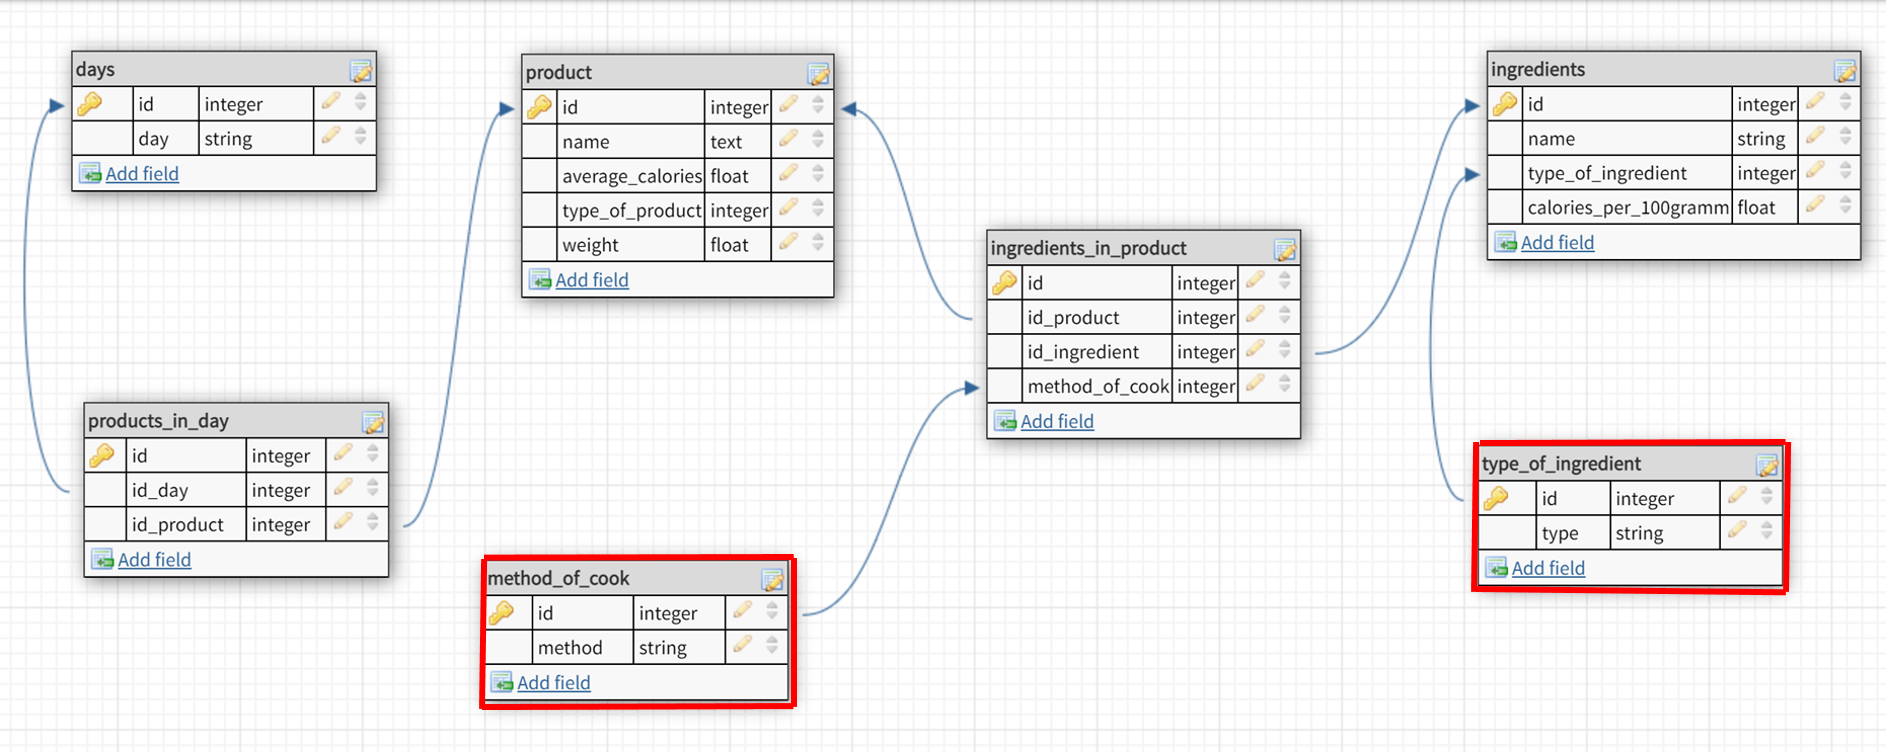 days
id integer
day string
Add field
product
id integer
name text
average_calories float
type_of_product integer
weight float
Add field
ingredients
id integer
name string
type_of_ingredient integer
calories_per_100gramm float
Add field
ingredients_in_product
id integer
id_product integer
id_ingredient integer
method_of_cook integer
Add field
products_in_day
id integer
id_day integer
id_product integer
Add field
method_of_cook
id integer
method string
Add field
type_of_ingredient
id integer
type string
Add field